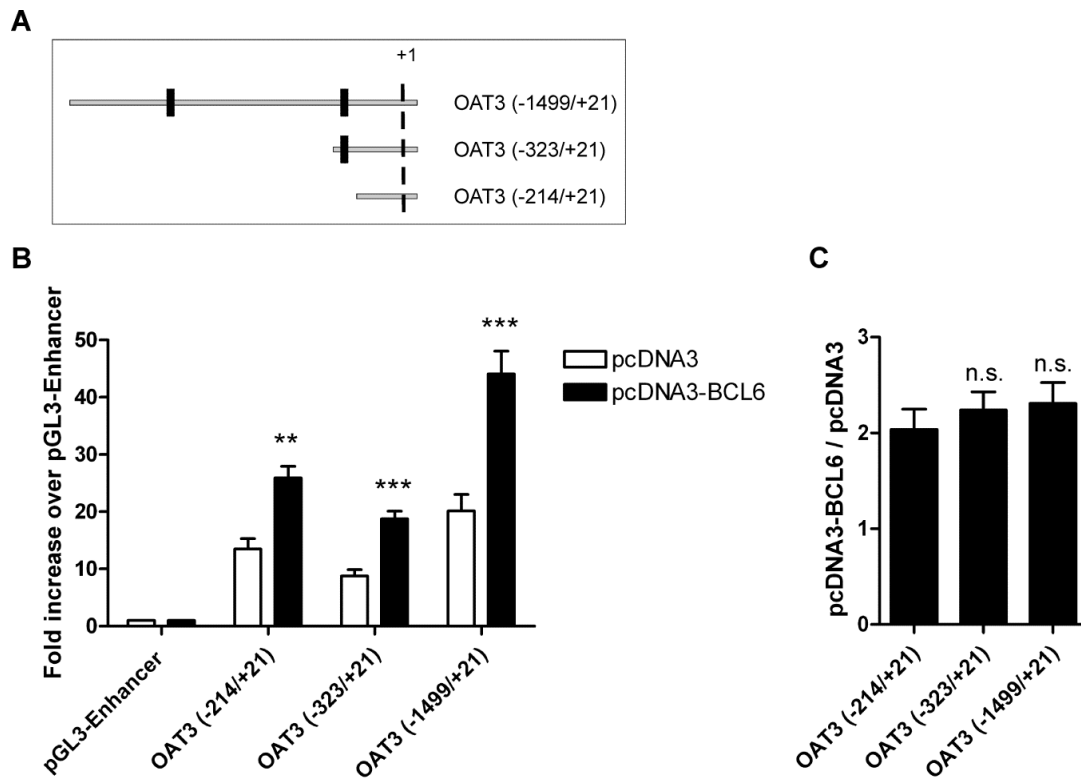 A
+1
OAT3 (-1499/+21)
OAT3 (-323/+21)
OAT3 (-214/+21)
B
Fold increase over pGL3-Enhancer
50
40
30
20
10
0
**
***
***
pcDNA3
pcDNA3-BCL6
pGL3-Enhancer
OAT3 (-214/+21)
OAT3 (-323/+21)
OAT3 (-1499/+21)
C
pcDNA3-BCL6 / pcDNA3
3
2
1
0
n.s.
n.s.
OAT3 (-214/+21)
OAT3 (-323/+21)
OAT3 (-1499/+21)